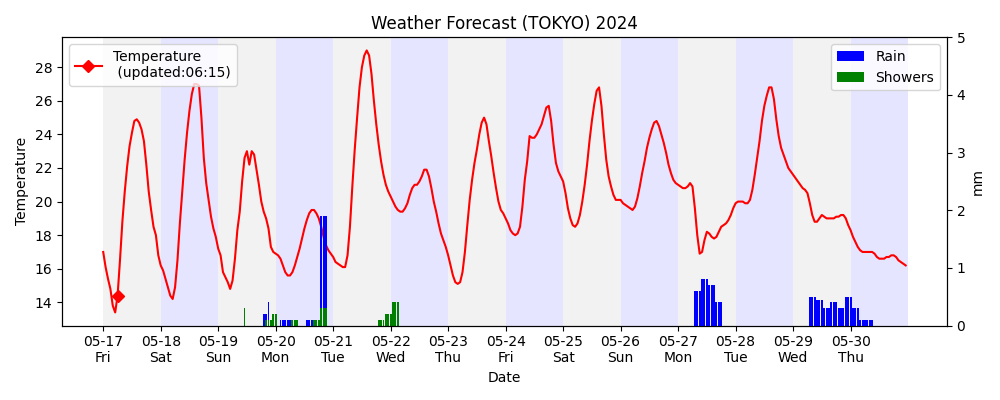 Weather Forecast (TOKYO) 2024
Temperature
(updated:06:15)
Rain
Showers
Temperature
28
26
24
22
20
18
16
14
5
4
3
2
1
0
mm
05-17 05-18 05-19 05-20 05-21 05-22 05-23 05-24 05-25 05-26 05-27 05-28 05-29 05-30
Fri Sat Sun Mon Tue Wed Thu Fri Sat Sun Mon Tue Wed Thu
Date